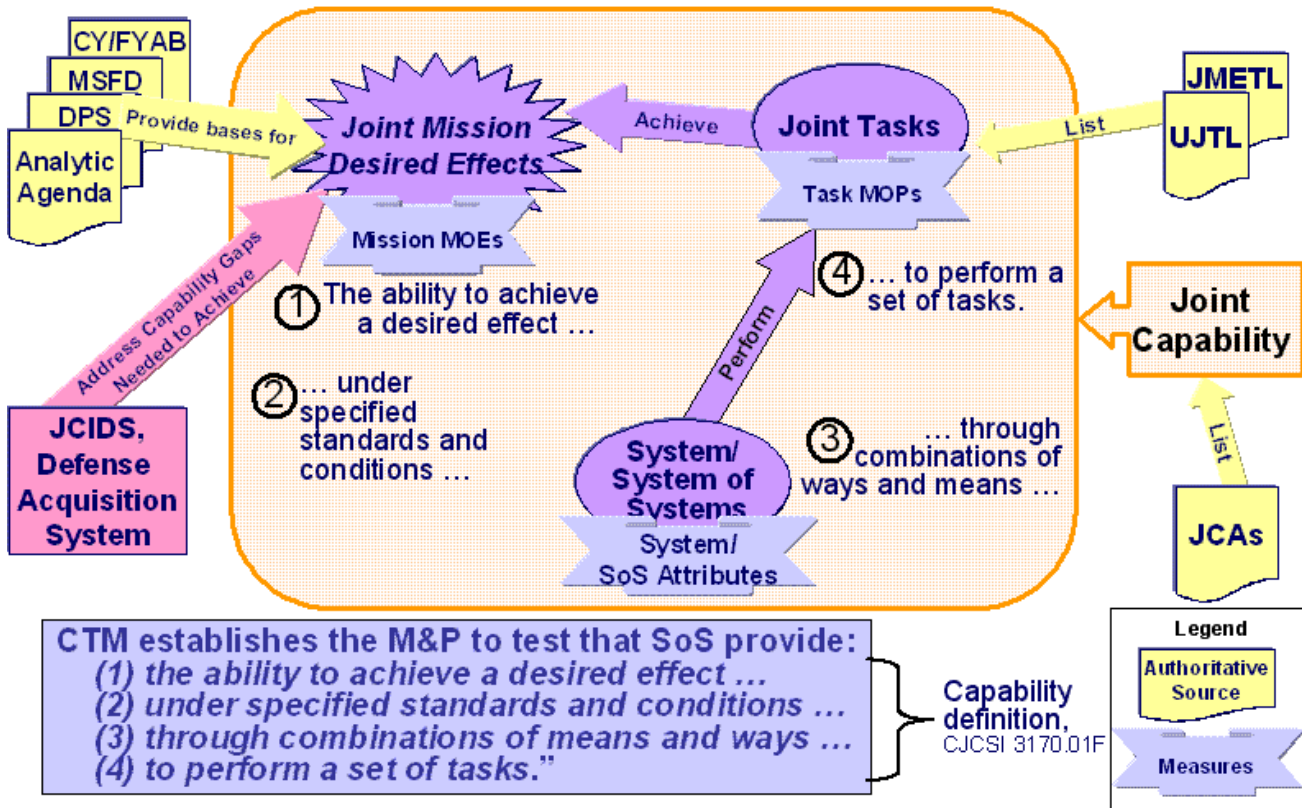 CY/FYAB
MSFD
DPS
Analytic
Agenda
Provide bases for
Joint Mission
Desired Effects
Mission MOEs
Achieve
Joint Tasks
Task MOPs
List
JMETL
UJTL
Address Capability Gaps
Needed to Achieve
1 The ability to achieve
a desired effect …
2 … under
specified
standards and
conditions …
Perform
4 … to perform a
set of tasks.
3 … through
combinations of
ways and means …
System/
System of
Systems
System/
SoS Attributes
JCIDS,
Defense
Acquisition
System
Joint
Capability
List
JCAs
CTM establishes the M&P to test that SoS provide:
(1) the ability to achieve a desired effect …
(2) under specified standards and conditions …
(3) through combinations of means and ways …
(4) to perform a set of tasks.”
Capability
definition,
CJCSI 3170.01F
Legend
Authoritative
Source
Measures